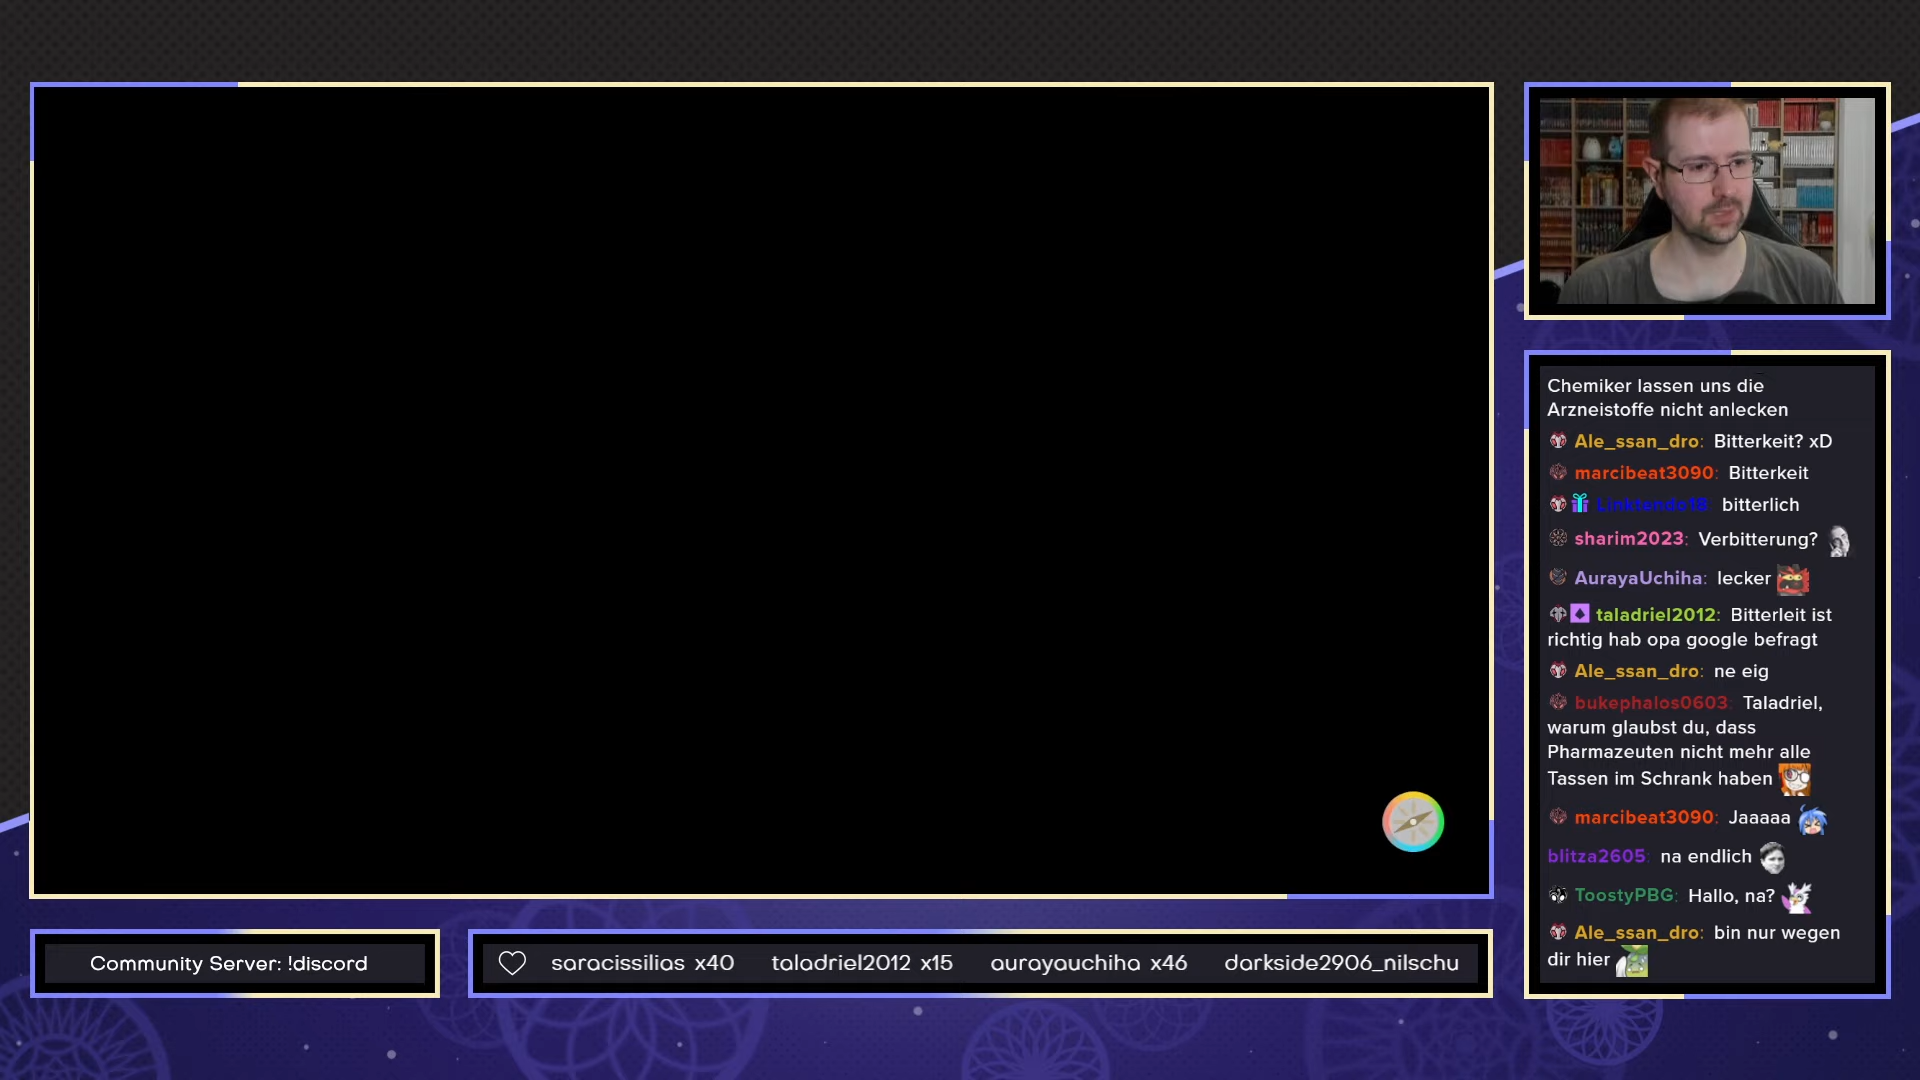 Chemiker lassen uns die
Arzneistoffe nicht anlecken
Ale_ssan_dro: Bitterkeit? xD
marcibeat3090: Bitterkeit
Linktendo18: bitterlich
sharim2023: Verbitterung?
AurayaUchiha: lecker
taladriel2012: Bitterleit ist
richtig hab opa google befragt
Ale_ssan_dro: ne eig
bukephalos0603: Taladriel,
warum glaubst du, dass
Pharmazeuten nicht mehr alle
Tassen im Schrank haben
marcibeat3090: Jaaaaa
blitza2605: na endlich
ToostyPBG: Hallo, na?
Ale_ssan_dro: bin nur wegen
dir hier
Community Server: !discord
saracissilias x40 taladriel2012 x15 aurayauchiha x46 darkside2906_nilschu